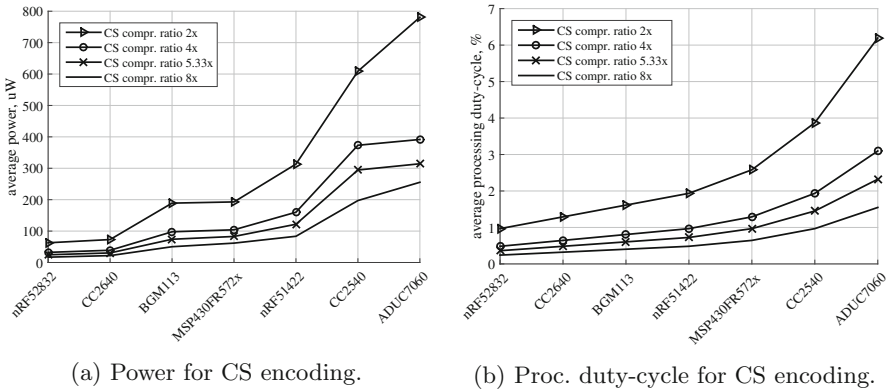 800
700
600
500
400
300
200
100
0
average power, uW
CS compr. ratio 2x
CS compr. ratio 4x
CS compr. ratio 5.33x
CS compr. ratio 8x
nRF52832
CC2640
BGM113
MSP430FR572x
nRF51422
CC2540
ADUC7060
(a) Power for CS encoding.
7
6
5
4
3
2
1
0
average processing duty-cycle, %
CS compr. ratio 2x
CS compr. ratio 4x
CS compr. ratio 5.33x
CS compr. ratio 8x
nRF52832
CC2640
BGM113
nRF51422
MSP430FR572x
CC2540
ADUC7060
(b) Proc. duty-cycle for CS encoding.